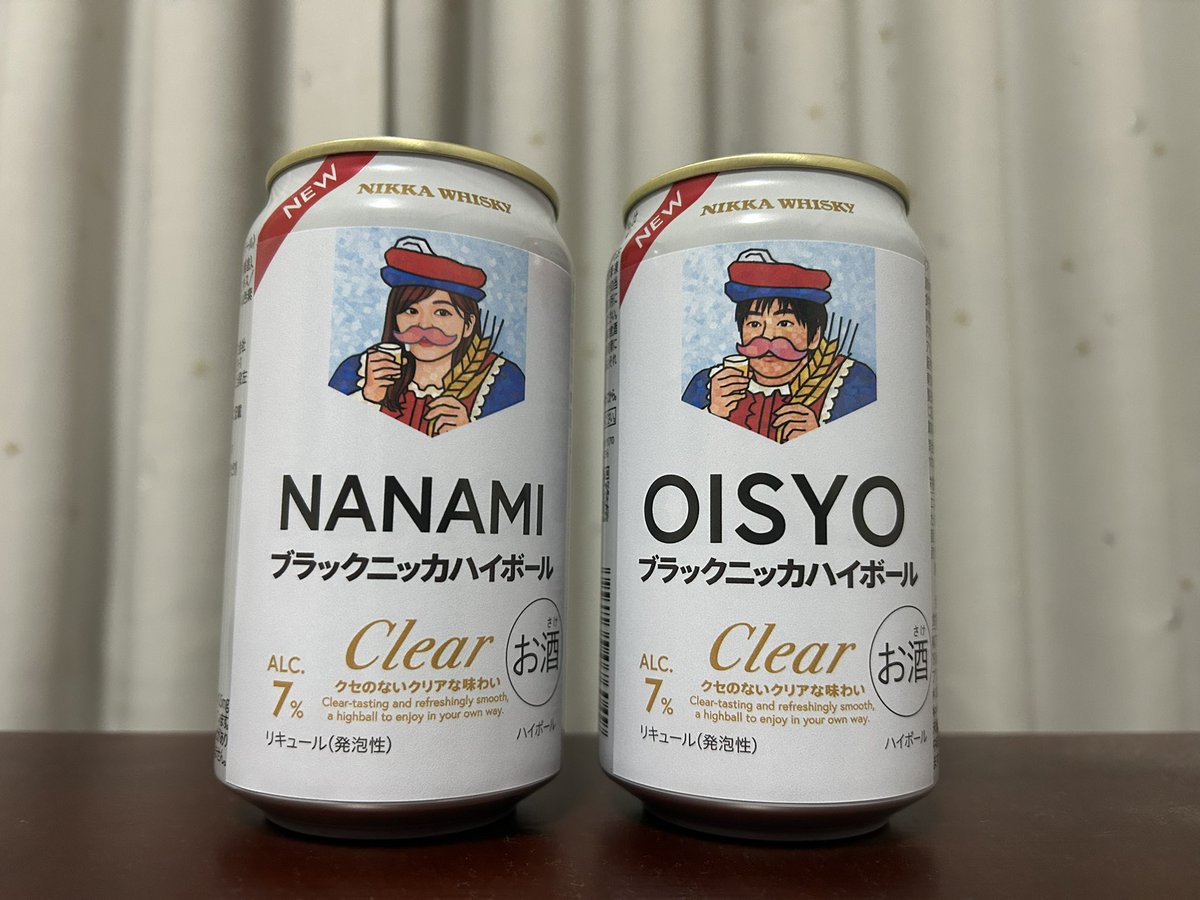 NEW
NIKKA WHISKY
NANAMI
ブラックニッカハイボール
Clear
ALC.
7%
クセのないクリアな味わい
Clear-tasting and refreshingly smooth,
a highball to enjoy in your own way.
さけ
お酒
リキュール(発泡性)
ハイボール
NEW
NIKKA WHISKY
OISYO
ブラックニッカハイボール
Clear
ALC.
7%
クセのないクリアな味わい
Clear-tasting and refreshingly smooth,
a highball to enjoy in your own way.
さけ
お酒
リキュール(発泡性)
ハイボール